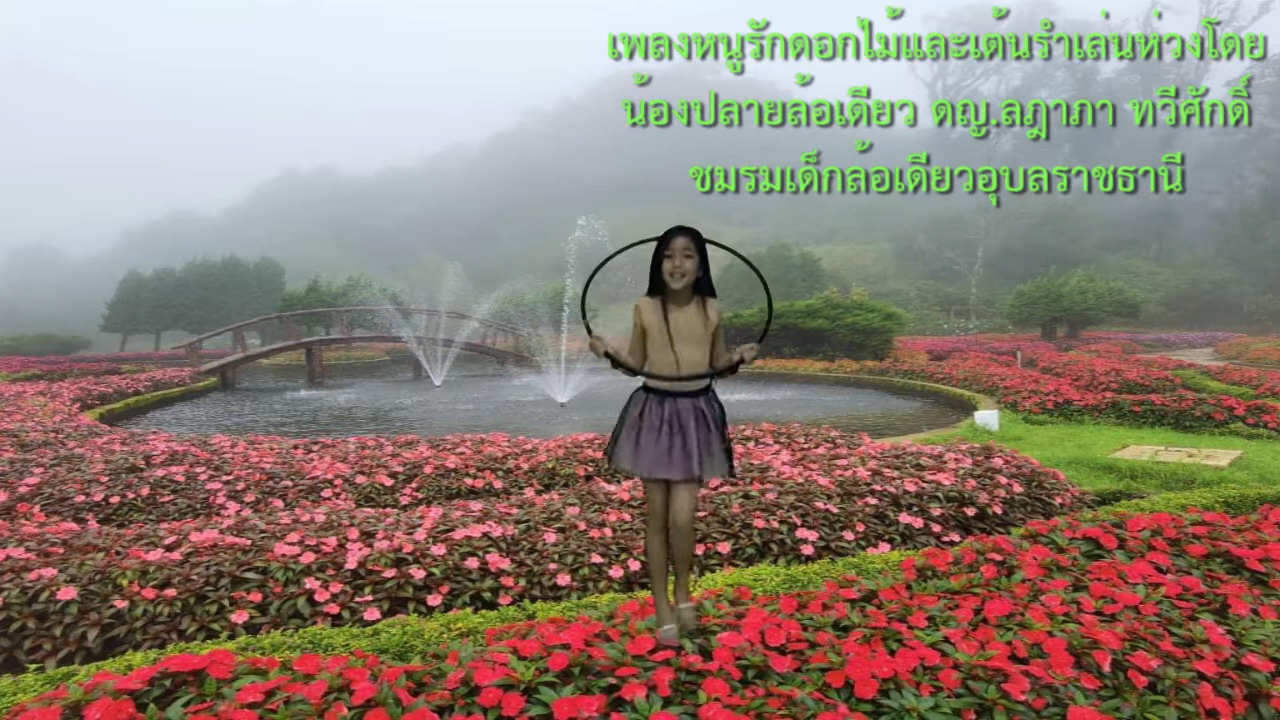 เพลงหนูรักดอกไม้และเต้นรำเล่นห่วงโดย
น้องปลายล้อเดียว ดญ.ลฎาภา ทวีศักดิ์
ชมรมเด็กล้อเดียวอุบลราชธานี